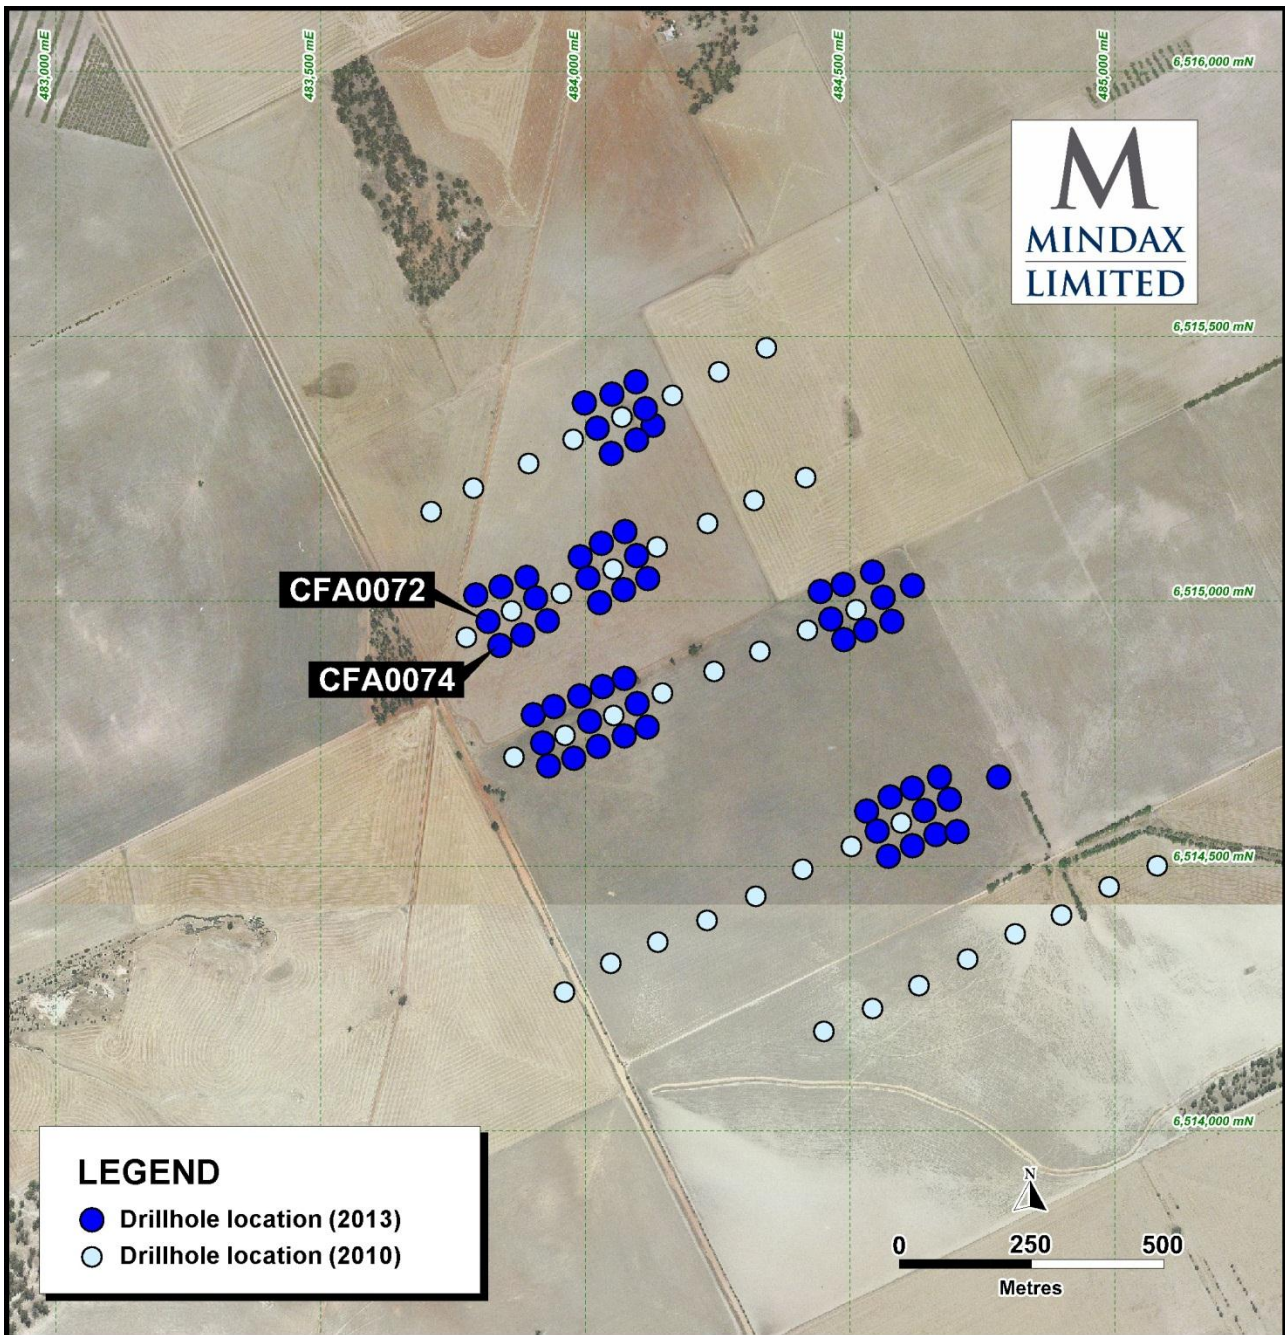 483,000 mE
483,500 mE
484,000 mE
484,500 mE
485,000 mE
6,516,000 mN
M
MINDAX
LIMITED
6,515,500 mN
CFA0072
6,515,000 mN
CFA0074
6,514,500 mN
6,514,000 mN
LEGEND
Drillhole location (2013)
Drillhole location (2010)
N
0 250 500
Metres